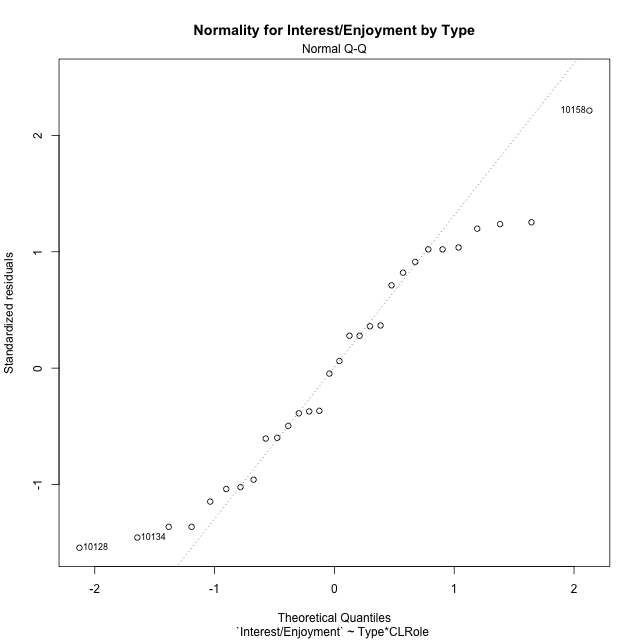 Normality for Interest/Enjoyment by Type
Normal Q-Q
10158
10134
10128
2
1
0
-1
Standardized residuals
-2 -1 0 1 2
Theoretical Quantiles
`Interest/Enjoyment` ~ Type*CLRole